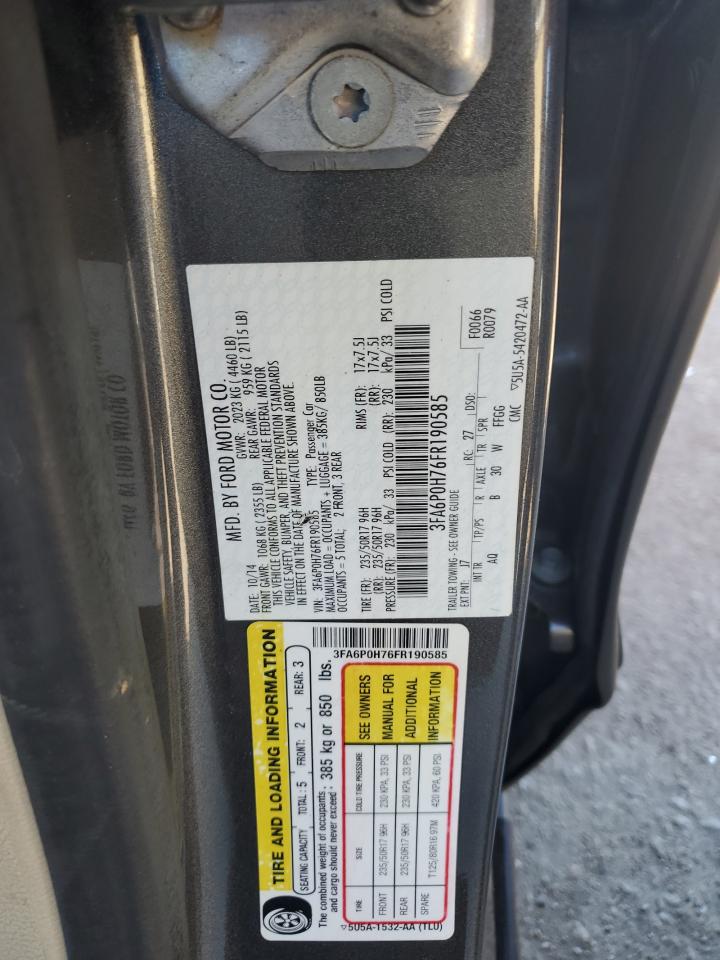 MFD. BY FORD MOTOR CO.
DATE: 10/14 GVWR: 2023 KG ( 4460 LB)
FRONT GAWR: 1068 KG ( 2355 LB) REAR GAWR: 959 KG ( 2115 LB)
THIS VEHICLE CONFORMS TO ALL APPLICABLE FEDERAL MOTOR
VEHICLE SAFETY, BUMPER, AND THEFT PREVENTION STANDARDS
IN EFFECT ON THE DATE OF MANUFACTURE SHOWN ABOVE.
VIN: 3FA6P0H76FR190585 TYPE: Passenger Car
MAXIMUM LOAD = OCCUPANTS + LUGGAGE = 385KG/ 850LB
OCCUPANTS = 5 TOTAL; 2 FRONT, 3 REAR
TIRE (FR): 235/50R17 96H RIMS (FR): 17x7.5J
(RR): 235/50R17 96H (RR): 17x7.5J
PRESSURE (FR): 230 kPa/ 33 PSI COLD (RR): 230 kPa/ 33 PSI COLD
3FA6P0H76FR190585
TRAILER TOWING - SEE OWNER GUIDE F0066
EXT PNT: J7 RC: 27 DSO: R0079
INT TR TP/PS R AXLE TR SPR
AQ B 30 W FFGG
CMC ▽5U5A-5420472-AA
TIRE AND LOADING INFORMATION
SEATING CAPACITY TOTAL: 5 FRONT: 2 REAR: 3
The combined weight of occupants
and cargo should never exceed: 385 kg or 850 lbs.
3FA6P0H76FR190585
TIRE SIZE COLD TIRE PRESSURE SEE OWNERS
FRONT 235/50R17 96H 230 KPA, 33 PSI MANUAL FOR
REAR 235/50R17 96H 230 KPA, 33 PSI ADDITIONAL
SPARE T125/80R16 97M 420 KPA, 60 PSI INFORMATION
▽5U5A-1532-AA (TLU)